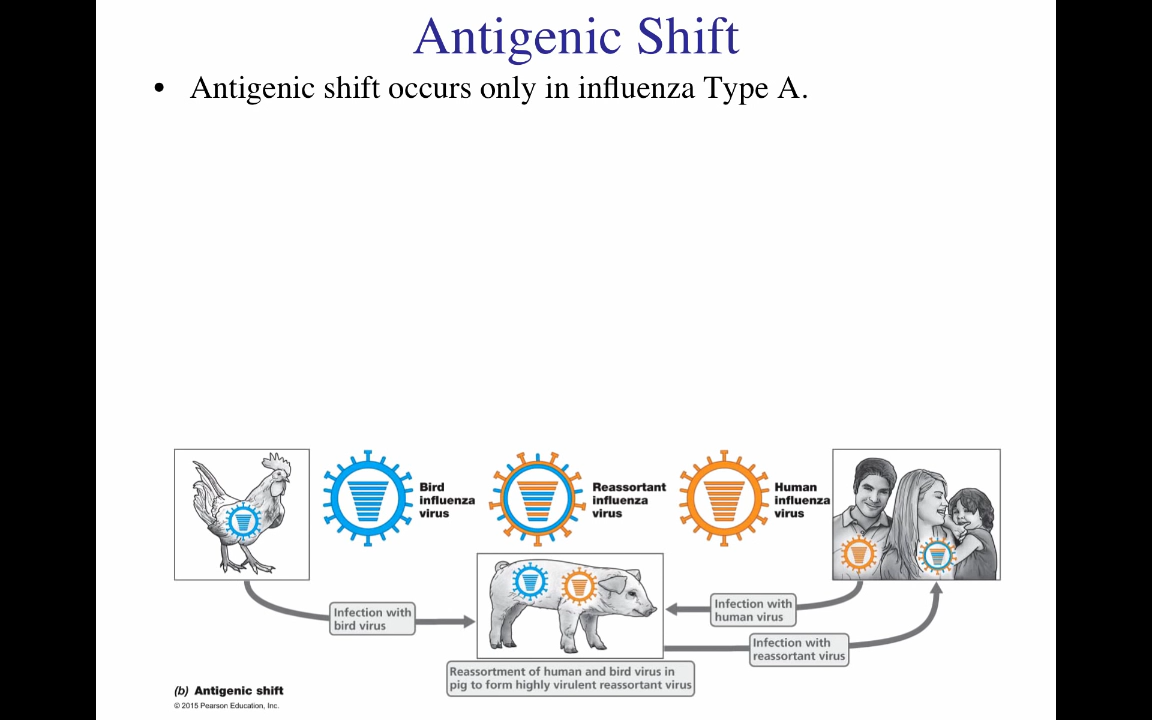 Antigenic Shift
• Antigenic shift occurs only in influenza Type A.
Bird
influenza
virus
Reassortant
influenza
virus
Human
influenza
virus
Infection with
bird virus
Infection with
human virus
Infection with
reassortant virus
Reassortment of human and bird virus in
pig to form highly virulent reassortant virus
(b) Antigenic shift
© 2015 Pearson Education, Inc.